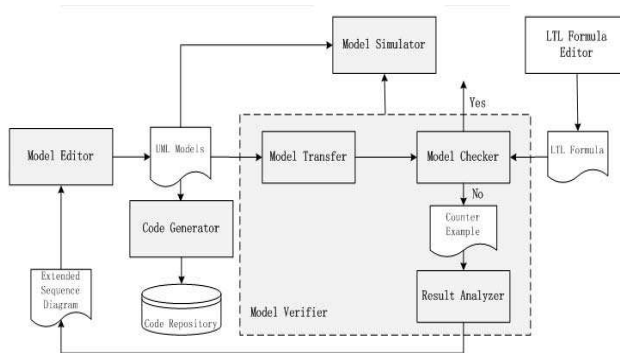 Model Simulator
LTL Formula
Editor
Yes
Model Editor
UML Models
Model Transfer
Model Checker
LTL Formula
No
Code Generator
Counter
Example
Extended
Sequence
Diagram
Result Analyzer
Code Repository
Model Verifier